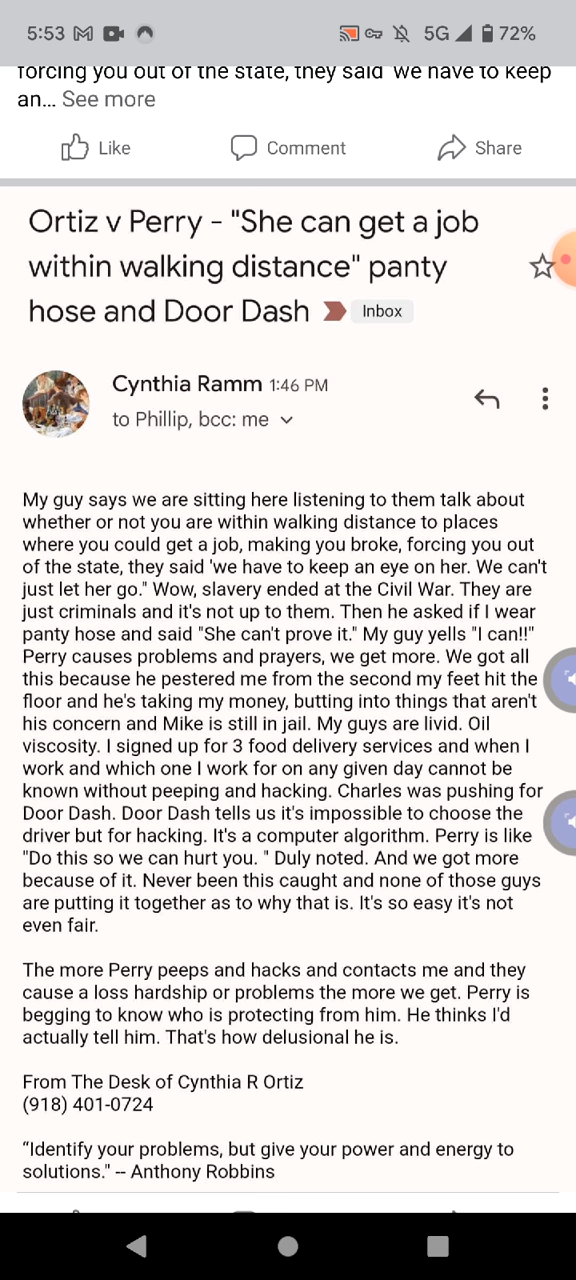 5:53 5G 72%
forcing you out of the state, they said 'we have to keep
an... See more
Like Comment Share
Ortiz v Perry - "She can get a job
within walking distance" panty
hose and Door Dash Inbox
Cynthia Ramm 1:46 PM
to Phillip, bcc: me
My guy says we are sitting here listening to them talk about
whether or not you are within walking distance to places
where you could get a job, making you broke, forcing you out
of the state, they said 'we have to keep an eye on her. We can't
just let her go." Wow, slavery ended at the Civil War. They are
just criminals and it's not up to them. Then he asked if I wear
panty hose and said "She can't prove it." My guy yells "I can!!"
Perry causes problems and prayers, we get more. We got all
this because he pestered me from the second my feet hit the
floor and he's taking my money, butting into things that aren't
his concern and Mike is still in jail. My guys are livid. Oil
viscosity. I signed up for 3 food delivery services and when I
work and which one I work for on any given day cannot be
known without peeping and hacking. Charles was pushing for
Door Dash. Door Dash tells us it's impossible to choose the
driver but for hacking. It's a computer algorithm. Perry is like
"Do this so we can hurt you. " Duly noted. And we got more
because of it. Never been this caught and none of those guys
are putting it together as to why that is. It's so easy it's not
even fair.
The more Perry peeps and hacks and contacts me and they
cause a loss hardship or problems the more we get. Perry is
begging to know who is protecting from him. He thinks I'd
actually tell him. That's how delusional he is.
From The Desk of Cynthia R Ortiz
(918) 401-0724
“Identify your problems, but give your power and energy to
solutions." -- Anthony Robbins